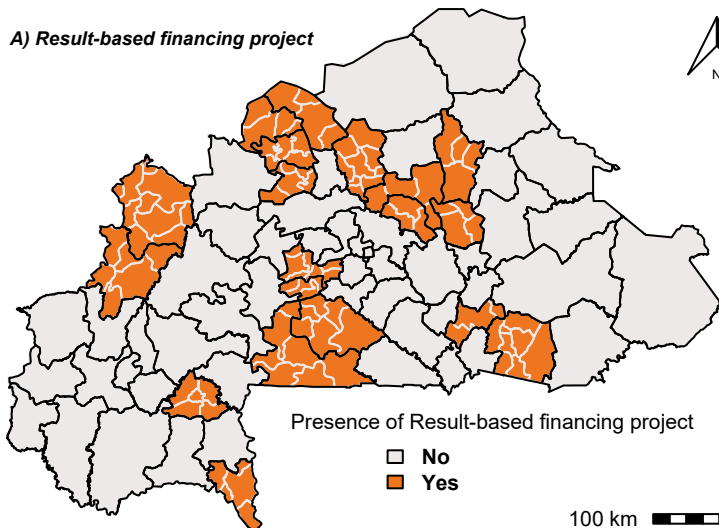 A) Result-based financing project
N
Presence of Result-based financing project
No
Yes
100 km